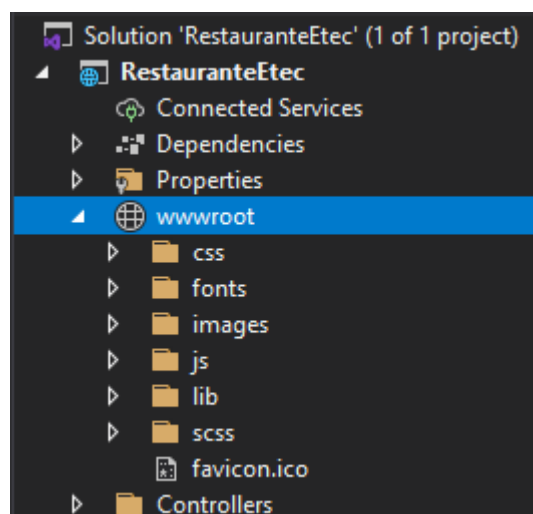 Solution 'RestauranteEtec' (1 of 1 project)
RestauranteEtec
Connected Services
Dependencies
Properties
wwwroot
css
fonts
images
js
lib
scss
favicon.ico
Controllers